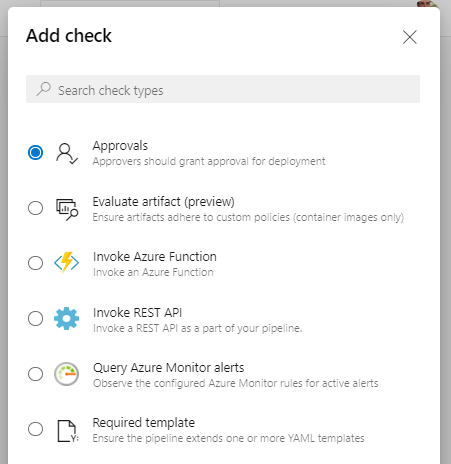 Add check
Search check types
Approvals
Approvers should grant approval for deployment
Evaluate artifact (preview)
Ensure artifacts adhere to custom policies (container images only)
Invoke Azure Function
Invoke an Azure Function
Invoke REST API
Invoke a REST API as a part of your pipeline.
Query Azure Monitor alerts
Observe the configured Azure Monitor rules for active alerts
Required template
Y:
Ensure the pipeline extends one or more YAML templates